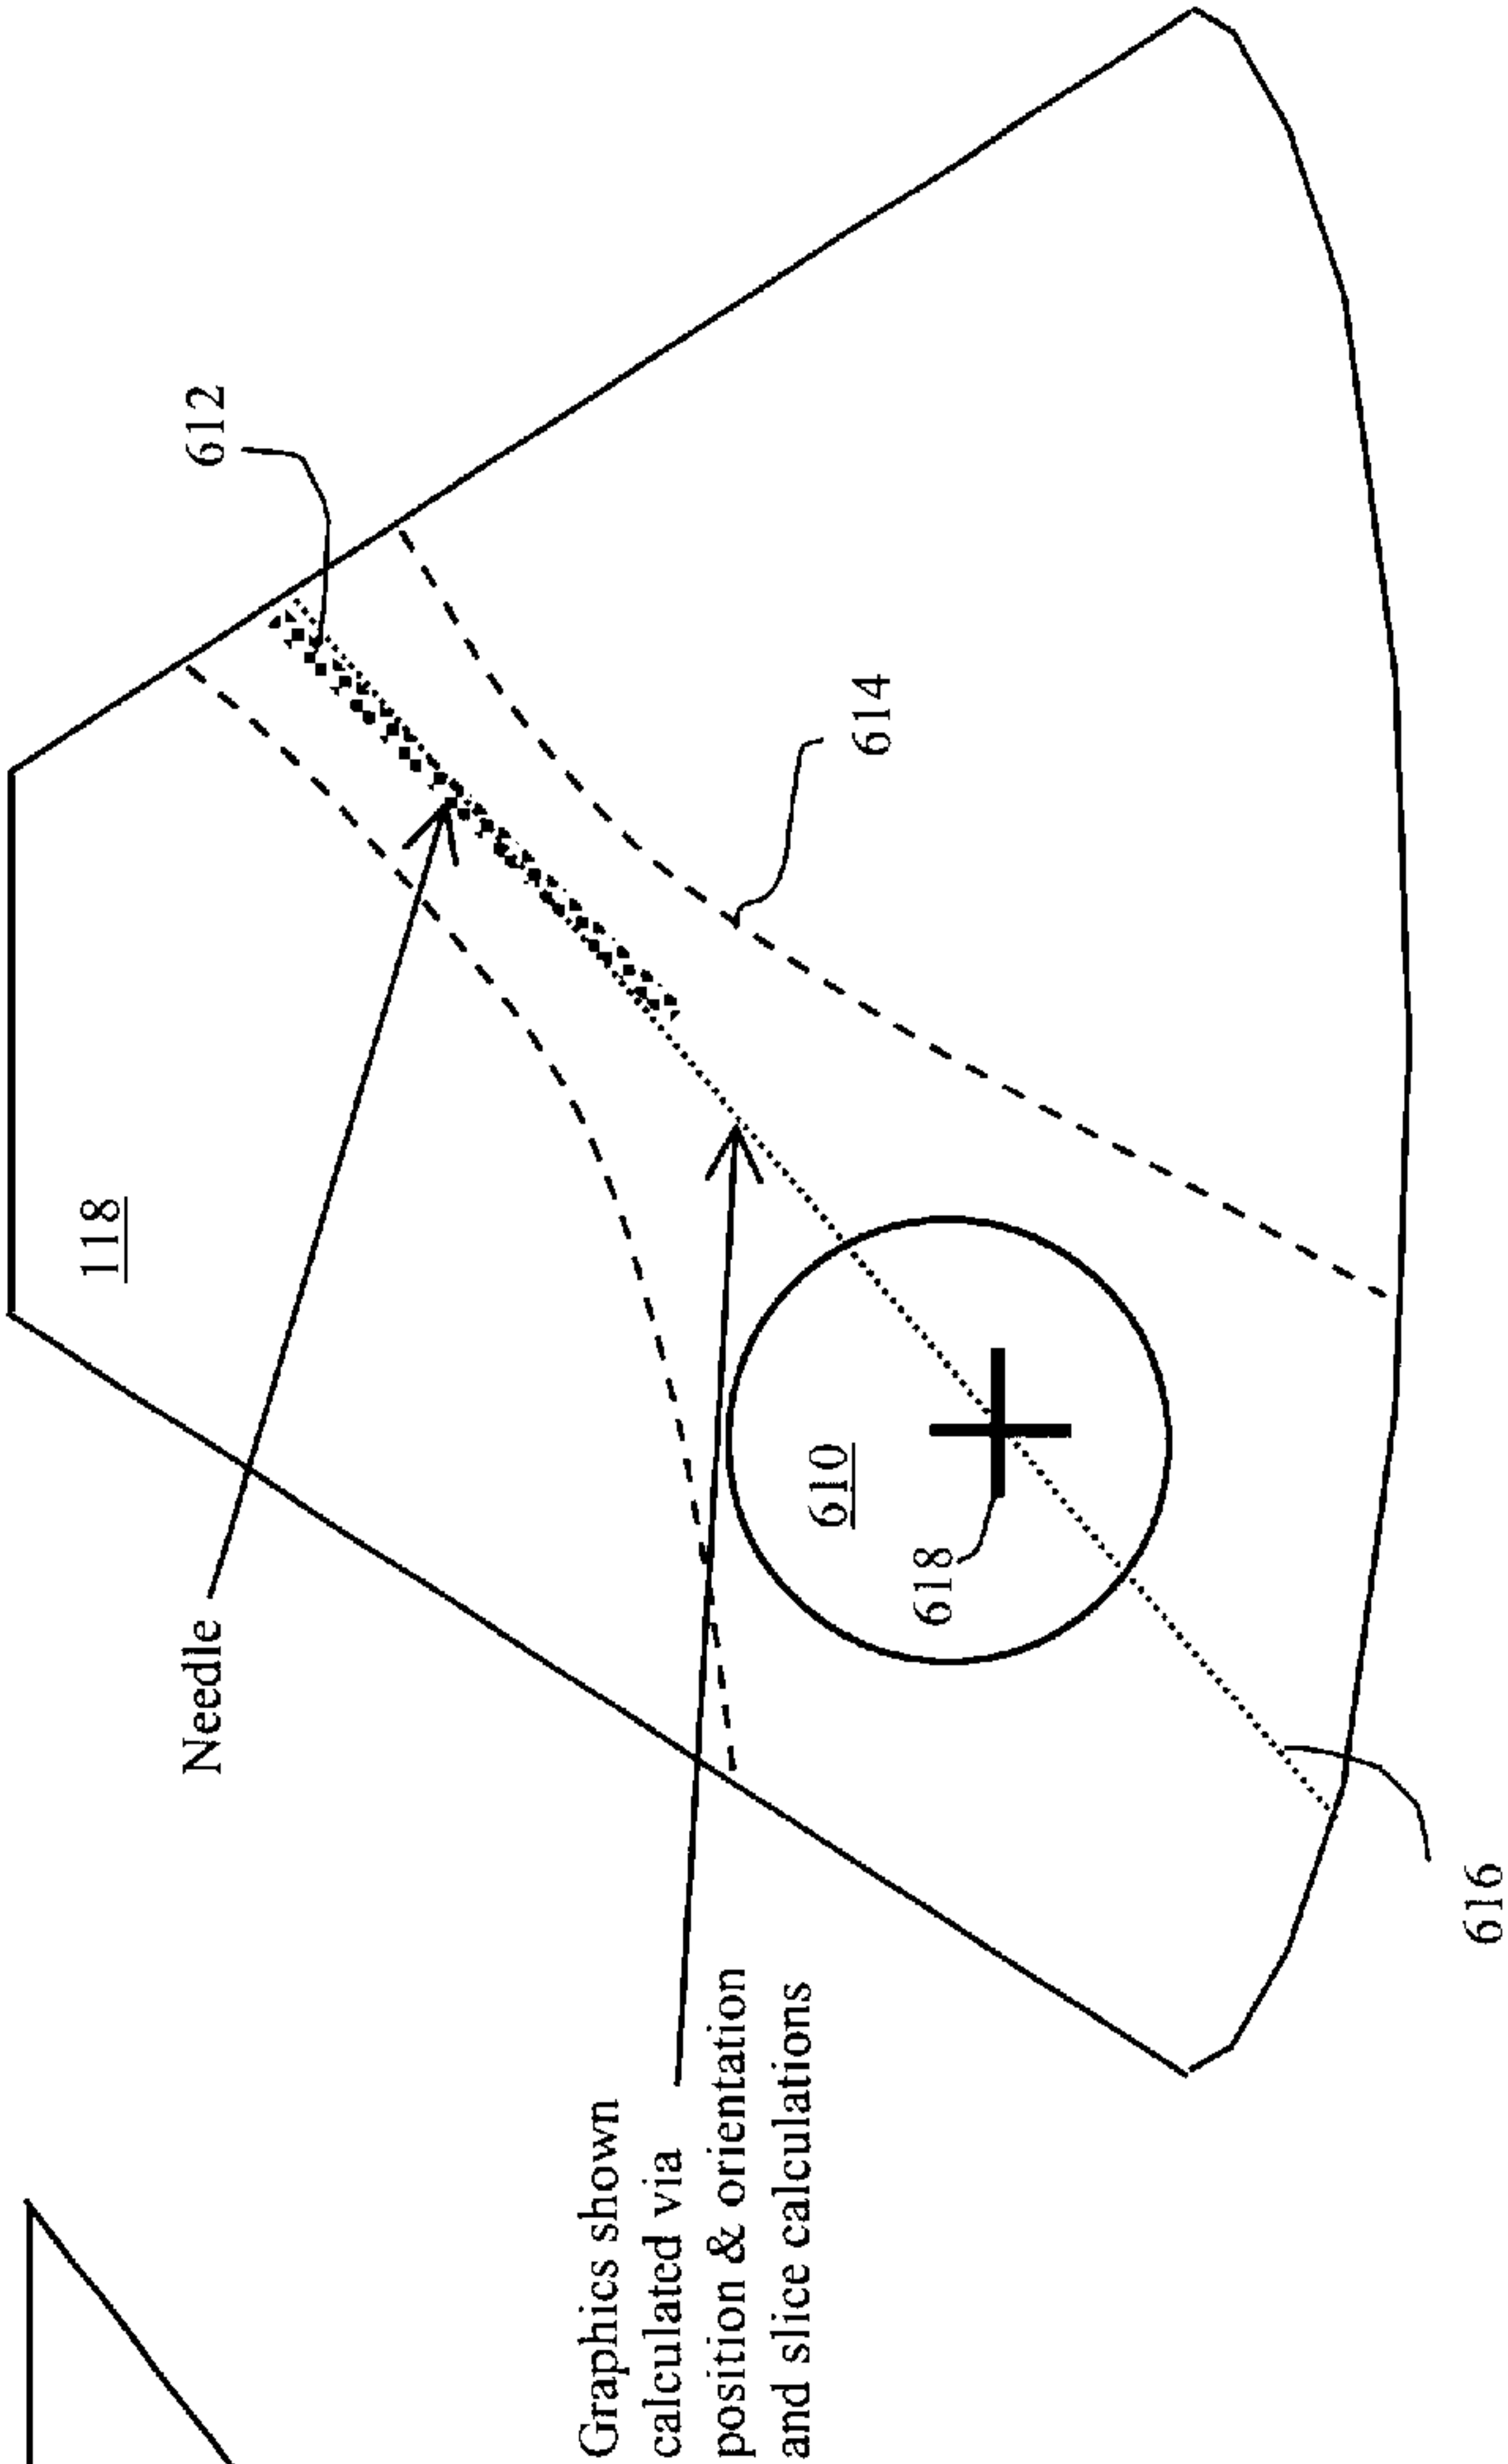 612
614
118
Needle
610
618
616
Graphics shown
calculated via
position & orientation
and slice calculations